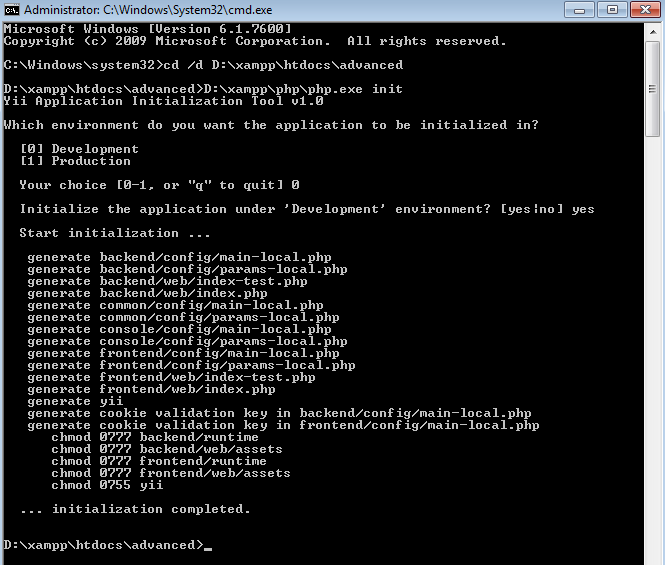 Administrator: C:\Windows\System32\cmd.exe
Microsoft Windows [Version 6.1.7600]
Copyright (c) 2009 Microsoft Corporation.  All rights reserved.
C:\Windows\system32>cd /d D:\xampp\htdocs\advanced
D:\xampp\htdocs\advanced>D:\xampp\php\php.exe init
Yii Application Initialization Tool v1.0
Which environment do you want the application to be initialized in?
[0] Development
[1] Production
Your choice [0-1, or "q" to quit] 0
Initialize the application under 'Development' environment? [yes|no] yes
Start initialization ...
generate backend/config/main-local.php
generate backend/config/params-local.php
generate backend/web/index-test.php
generate backend/web/index.php
generate common/config/main-local.php
generate common/config/params-local.php
generate console/config/main-local.php
generate console/config/params-local.php
generate frontend/config/main-local.php
generate frontend/config/params-local.php
generate frontend/web/index-test.php
generate frontend/web/index.php
generate yii
generate cookie validation key in backend/config/main-local.php
generate cookie validation key in frontend/config/main-local.php
chmod 0777 backend/runtime
chmod 0777 backend/web/assets
chmod 0777 frontend/runtime
chmod 0777 frontend/web/assets
chmod 0755 yii
... initialization completed.
D:\xampp\htdocs\advanced>_